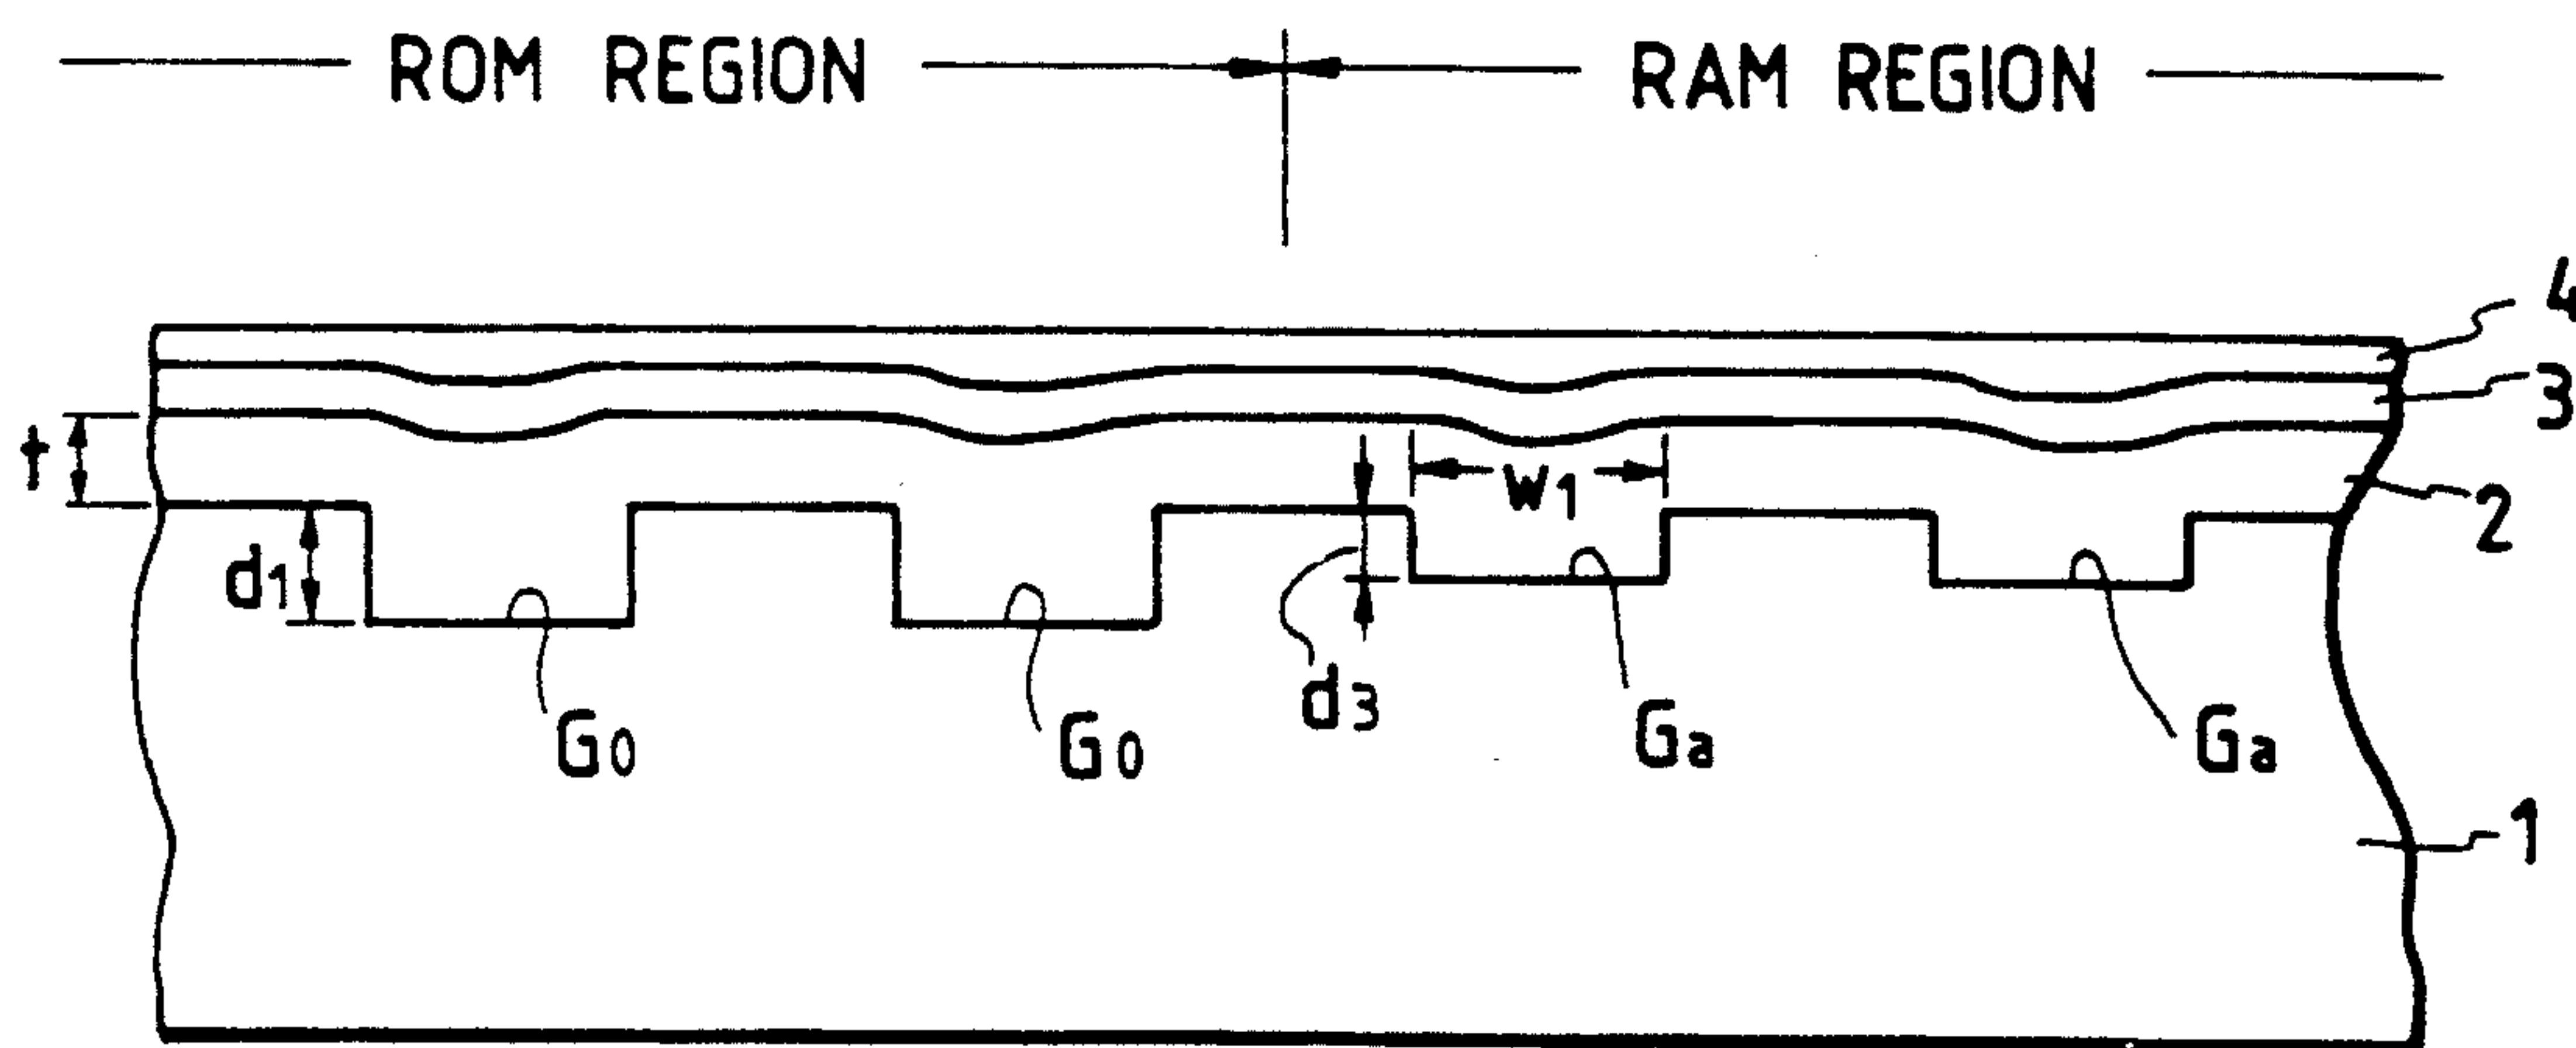 ROM REGION RAM REGION
4
3
t
W1
2
d1
d3
G0 G0 Ga Ga
1